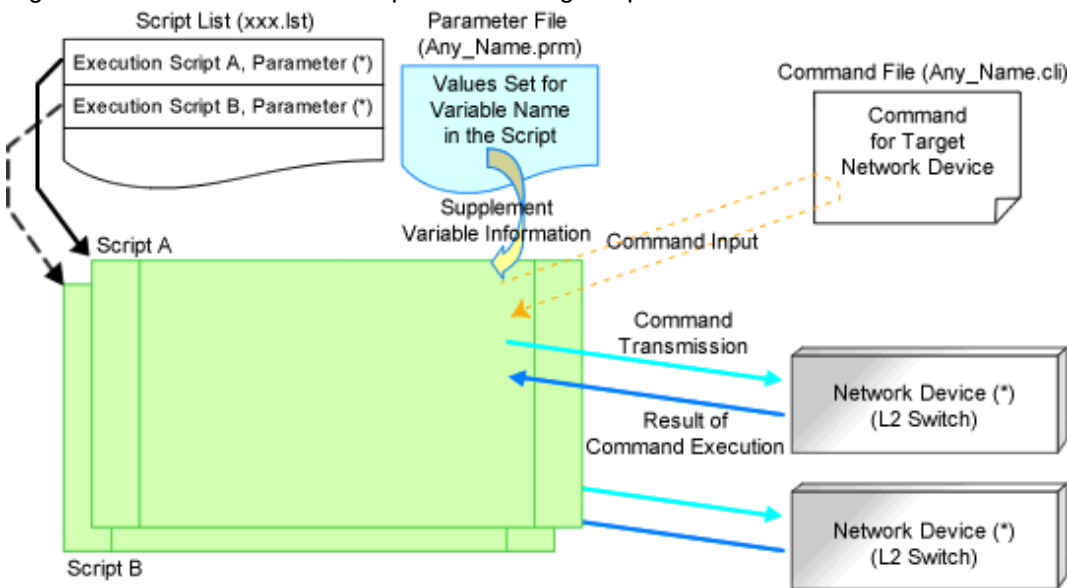 Script List (xxx.lst)
Execution Script A, Parameter (*)
Execution Script B, Parameter (*)
Parameter File
(Any_Name.prm)
Values Set for
Variable Name
in the Script
Command File (Any_Name.cli)
Command
for Target
Network Device
Supplement
Variable Information
Command Input
Script A
Command
Transmission
Network Device (*)
(L2 Switch)
Result of
Command Execution
Network Device (*)
(L2 Switch)
Script B